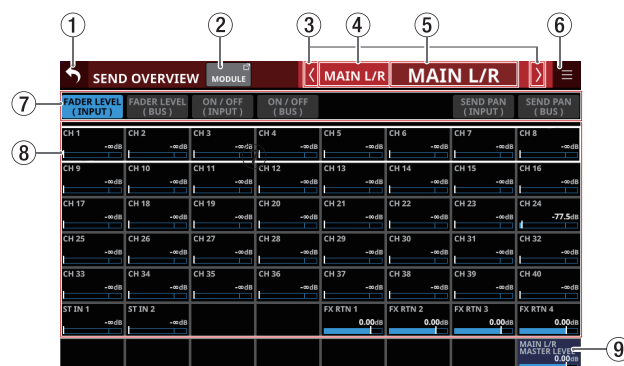 ① ② ③ ④ ⑤ ⑥
SEND OVERVIEW MODULE < MAIN L/R MAIN L/R >
⑦
FADER LEVEL (INPUT) FADER LEVEL (BUS) ON / OFF (INPUT) ON / OFF (BUS) SEND PAN (INPUT) SEND PAN (BUS)
⑧
CH 1 CH 2 CH 3 CH 4 CH 5 CH 6 CH 7 CH 8
-∞dB -∞dB -∞dB -∞dB -∞dB -∞dB -∞dB -∞dB
CH 9 CH 10 CH 11 CH 12 CH 13 CH 14 CH 15 CH 16
-∞dB -∞dB -∞dB -∞dB -∞dB -∞dB -∞dB -∞dB
CH 17 CH 18 CH 19 CH 20 CH 21 CH 22 CH 23 CH 24
-∞dB -∞dB -∞dB -∞dB -∞dB -∞dB -∞dB -77.5dB
CH 25 CH 26 CH 27 CH 28 CH 29 CH 30 CH 31 CH 32
-∞dB -∞dB -∞dB -∞dB -∞dB -∞dB -∞dB -∞dB
CH 33 CH 34 CH 35 CH 36 CH 37 CH 38 CH 39 CH 40
-∞dB -∞dB -∞dB -∞dB -∞dB -∞dB -∞dB -∞dB
ST IN 1 ST IN 2 FX RTN 1 FX RTN 2 FX RTN 3 FX RTN 4
-∞dB -∞dB 0.00dB 0.00dB 0.00dB 0.00dB
MAIN L/R
MASTER LEVEL
0.00dB
⑨